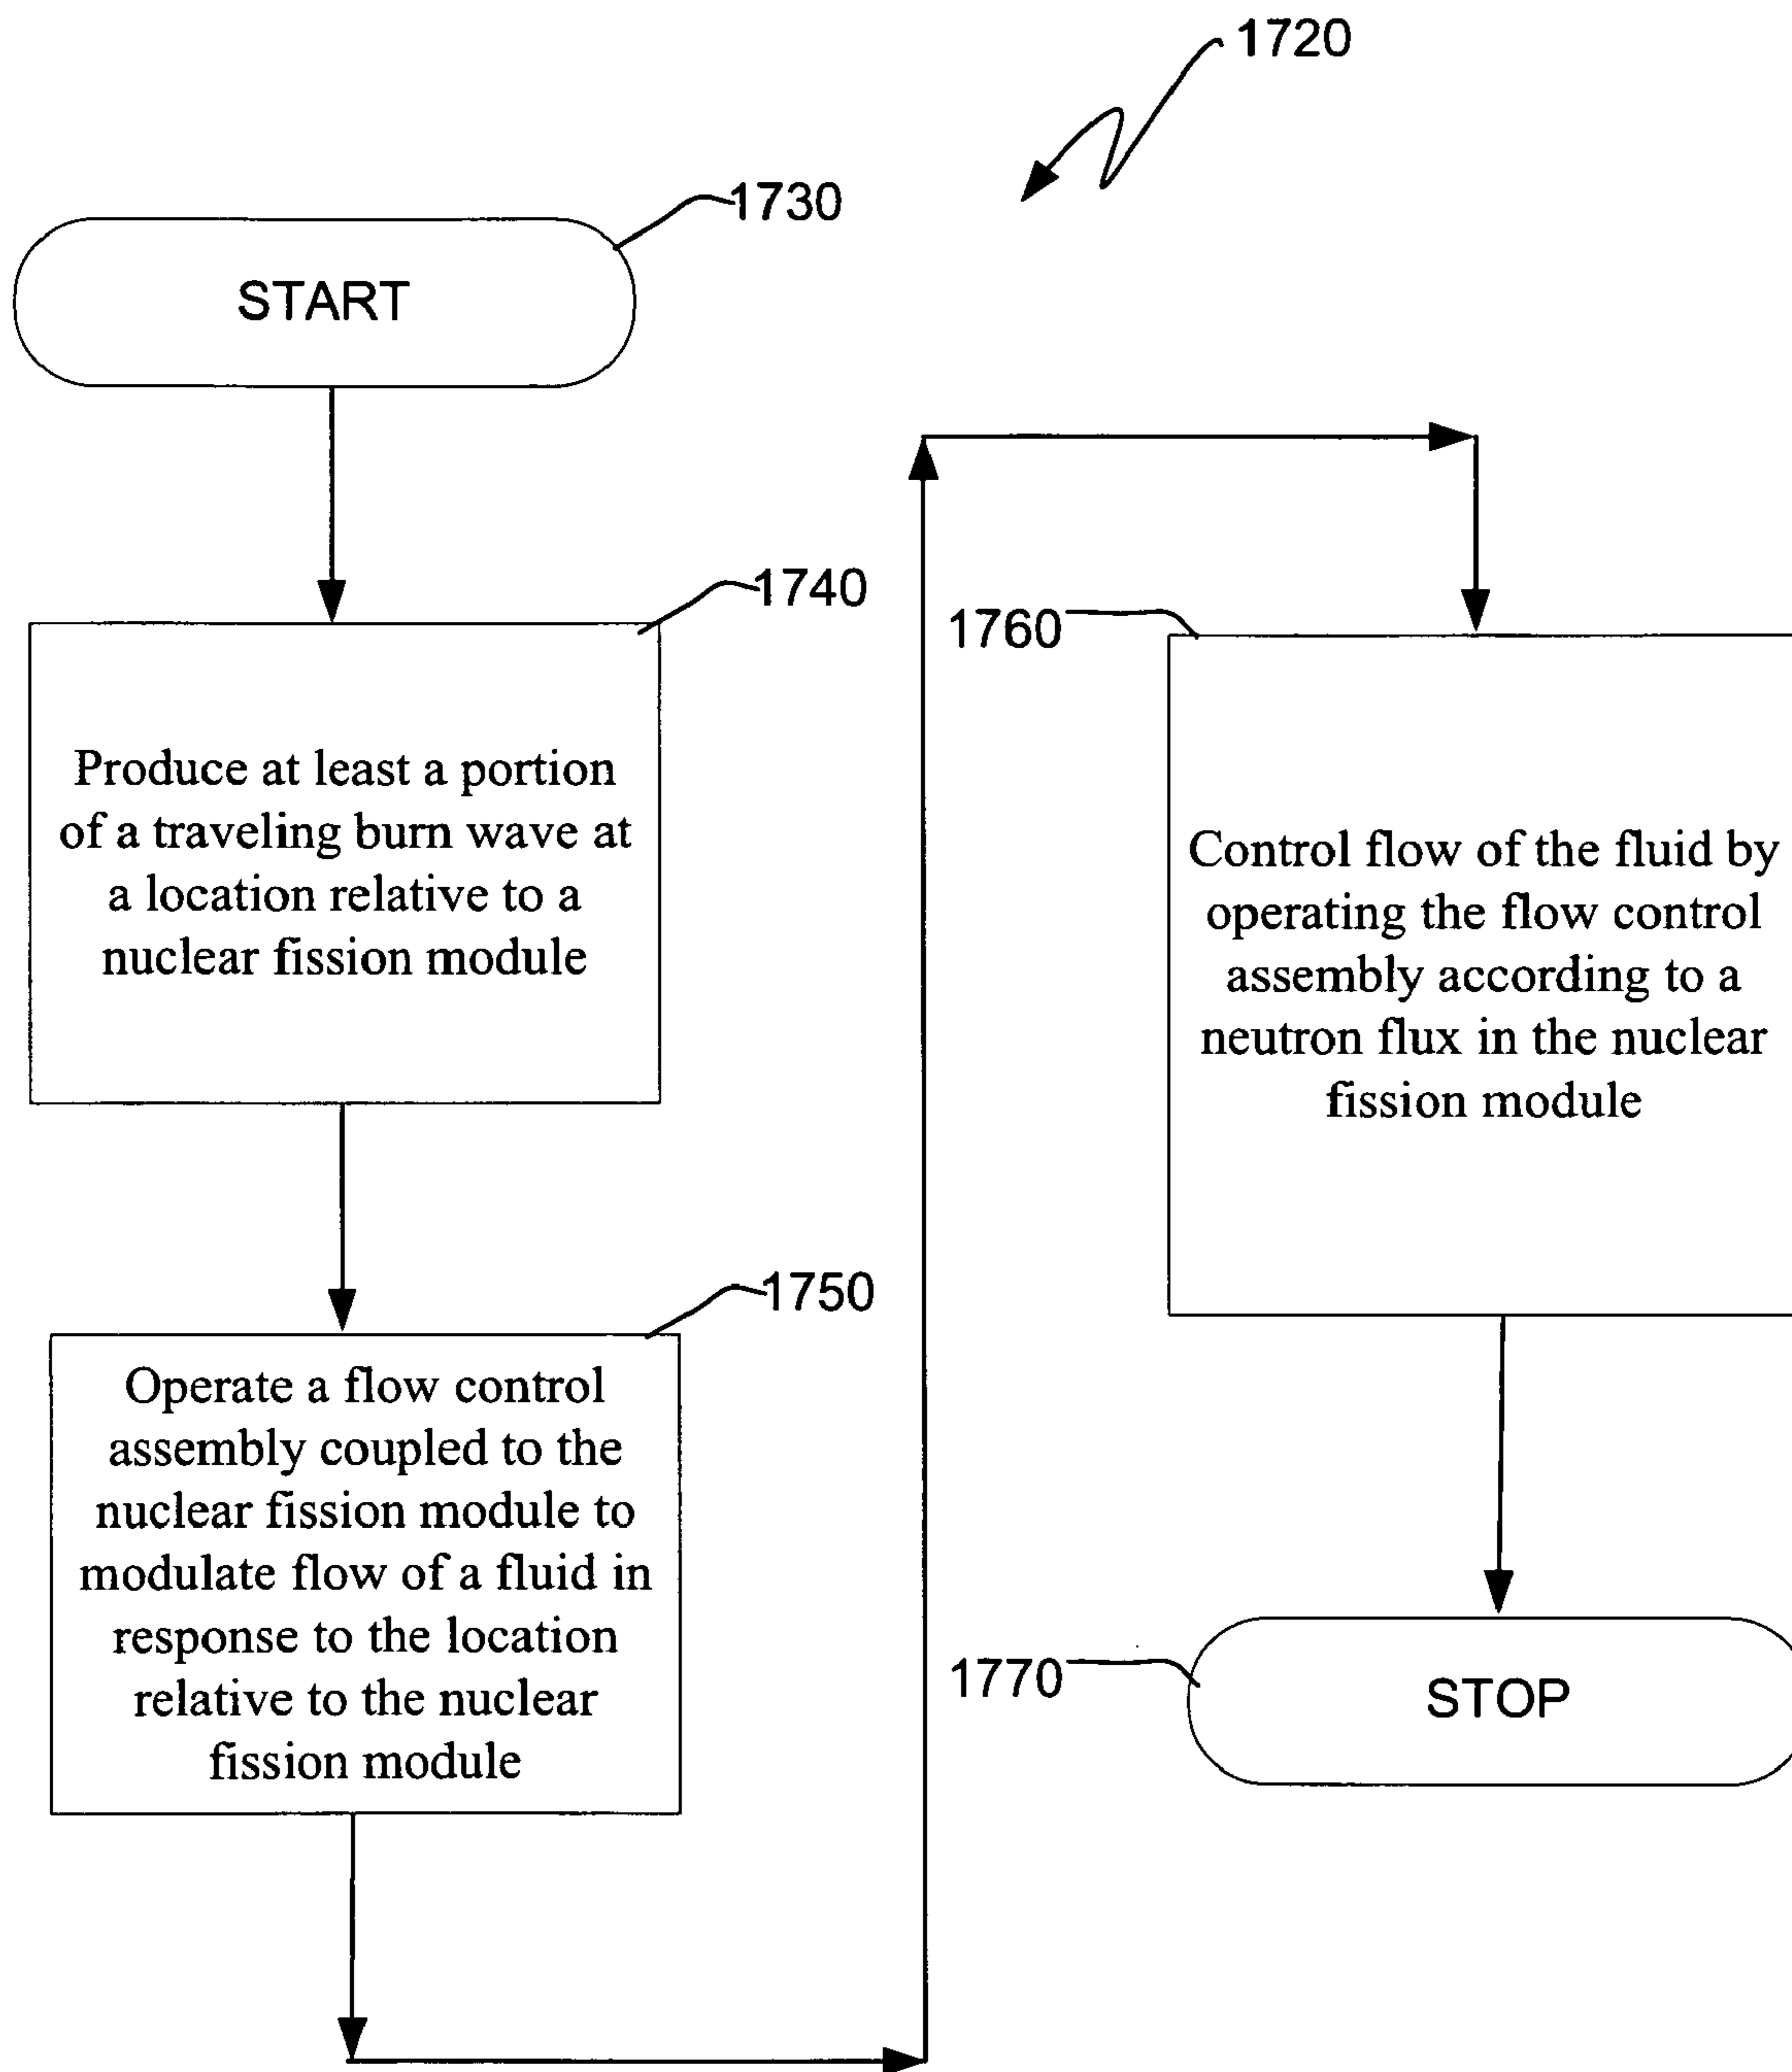 1720
1730
START
1740
Produce at least a portion
of a traveling burn wave at
a location relative to a
nuclear fission module
1750
Operate a flow control
assembly coupled to the
nuclear fission module to
modulate flow of a fluid in
response to the location
relative to the nuclear
fission module
1760
Control flow of the fluid by
operating the flow control
assembly according to a
neutron flux in the nuclear
fission module
1770
STOP